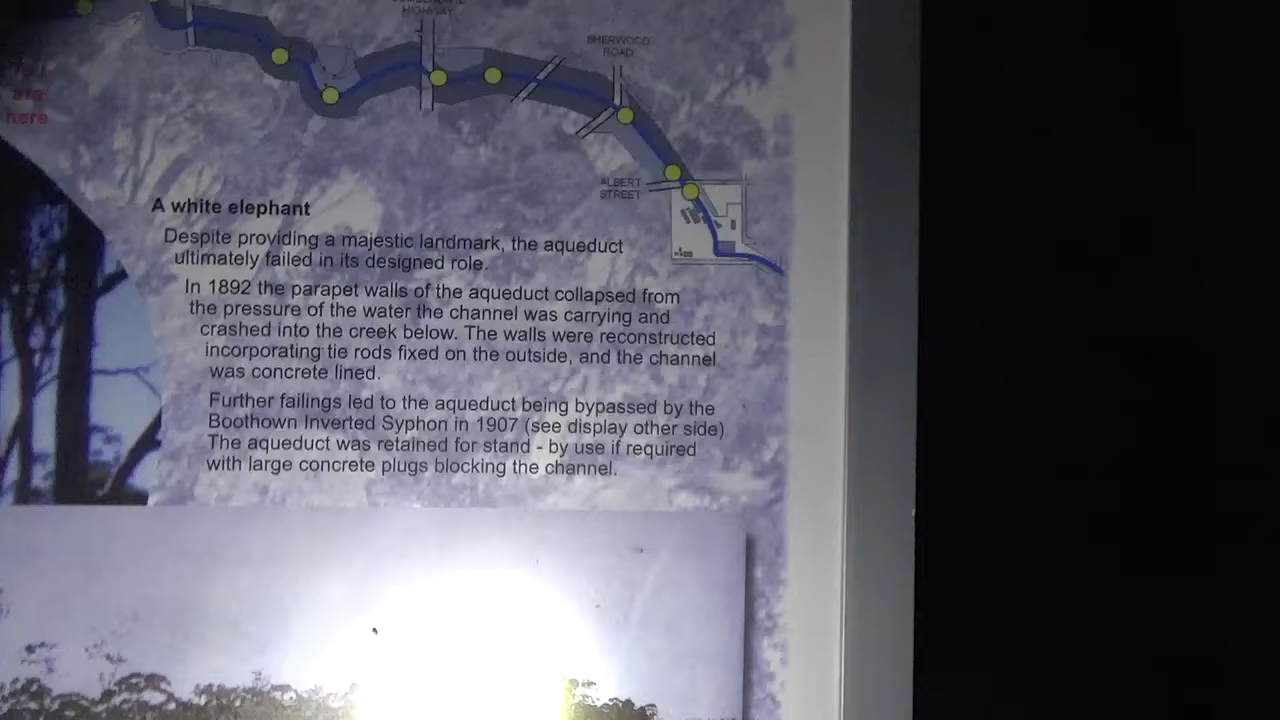 HIGHWAY
SHERWOOD
ROAD
are
here
ALBERT
STREET
A white elephant
Despite providing a majestic landmark, the aqueduct
ultimately failed in its designed role.
In 1892 the parapet walls of the aqueduct collapsed from
the pressure of the water the channel was carrying and
crashed into the creek below. The walls were reconstructed
incorporating tie rods fixed on the outside, and the channel
was concrete lined.
Further failings led to the aqueduct being bypassed by the
Boothown Inverted Syphon in 1907 (see display other side)
The aqueduct was retained for stand - by use if required
with large concrete plugs blocking the channel.